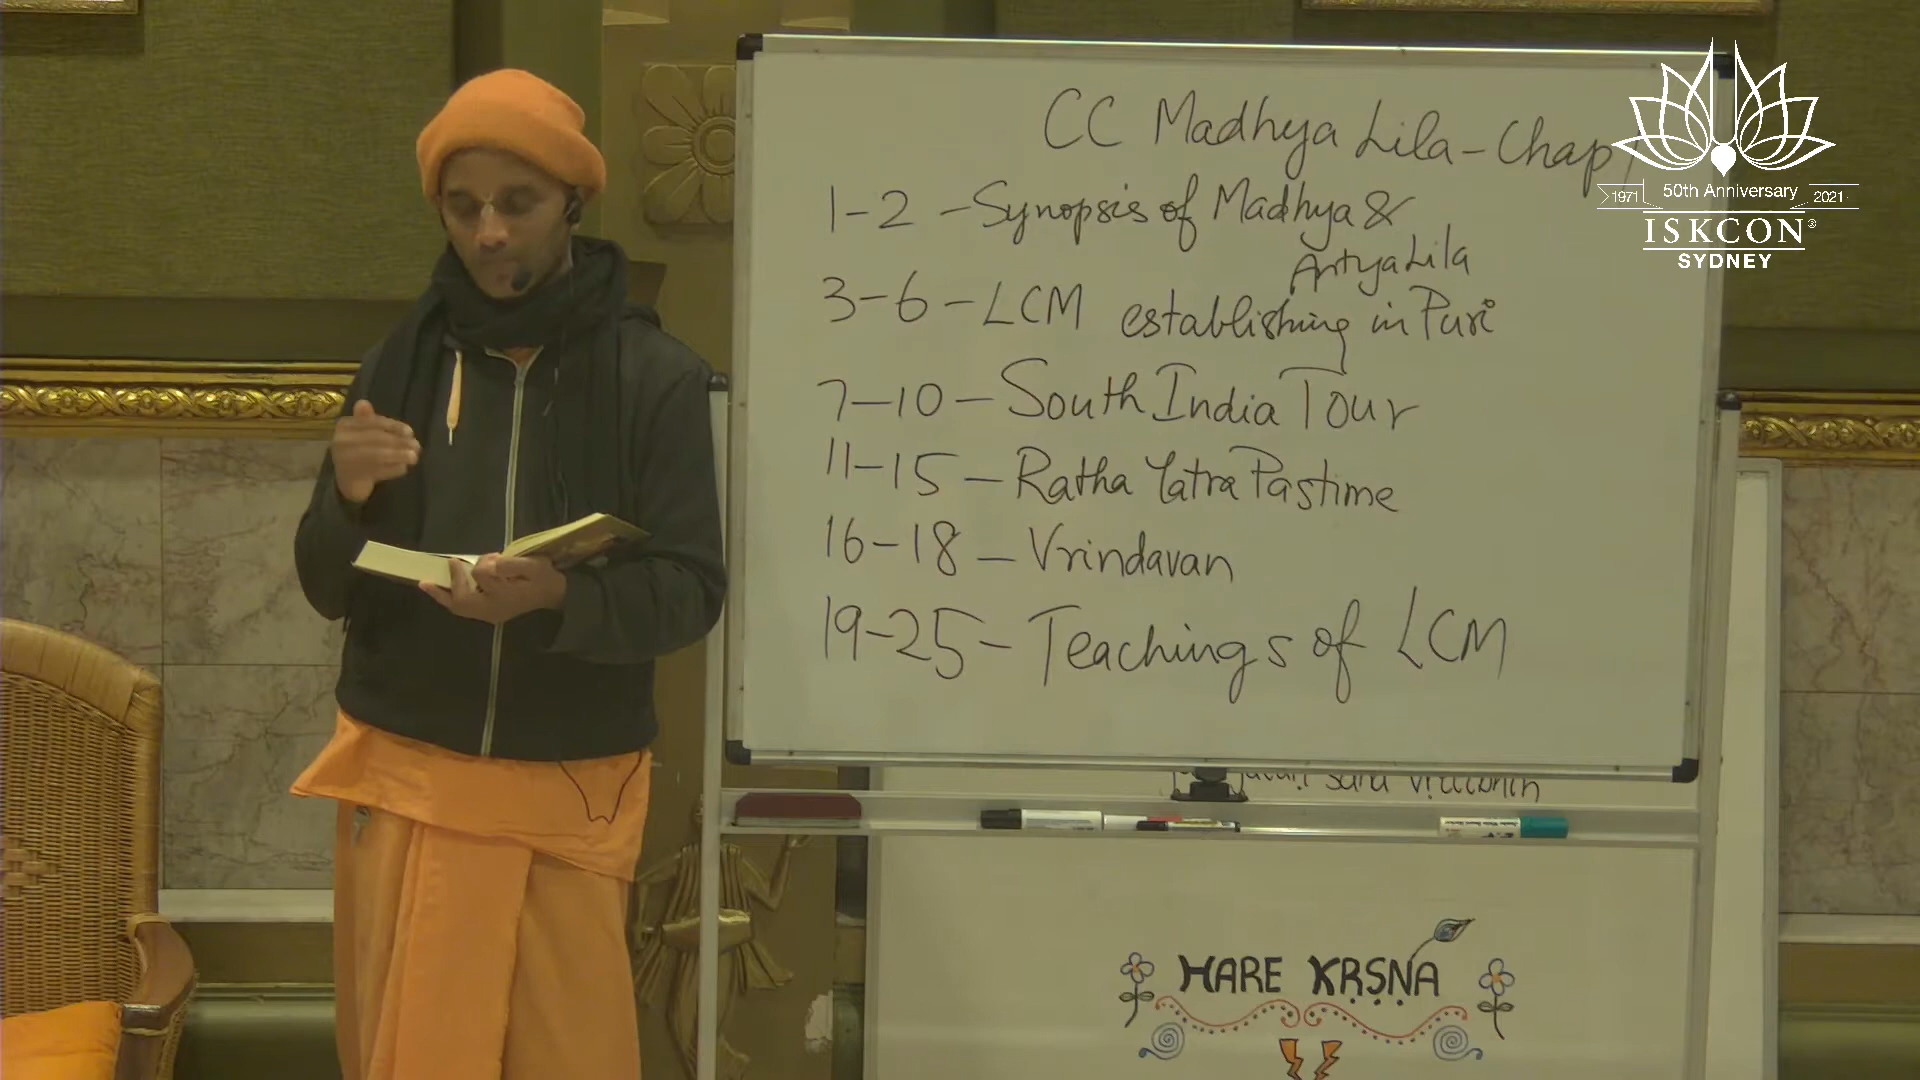 CC Madhya Lila - Chap
1-2 - Synopsis of Madhya &
Antya Lila
3-6 - LCM establishing in Puri
7-10 - South India Tour
11-15 - Ratha Yatra Pastime
16-18 - Vrindavan
19-25 - Teachings of LCM
1971 50th Anniversary 2021
ISKCON®
SYDNEY
HARE KṚṢṆA